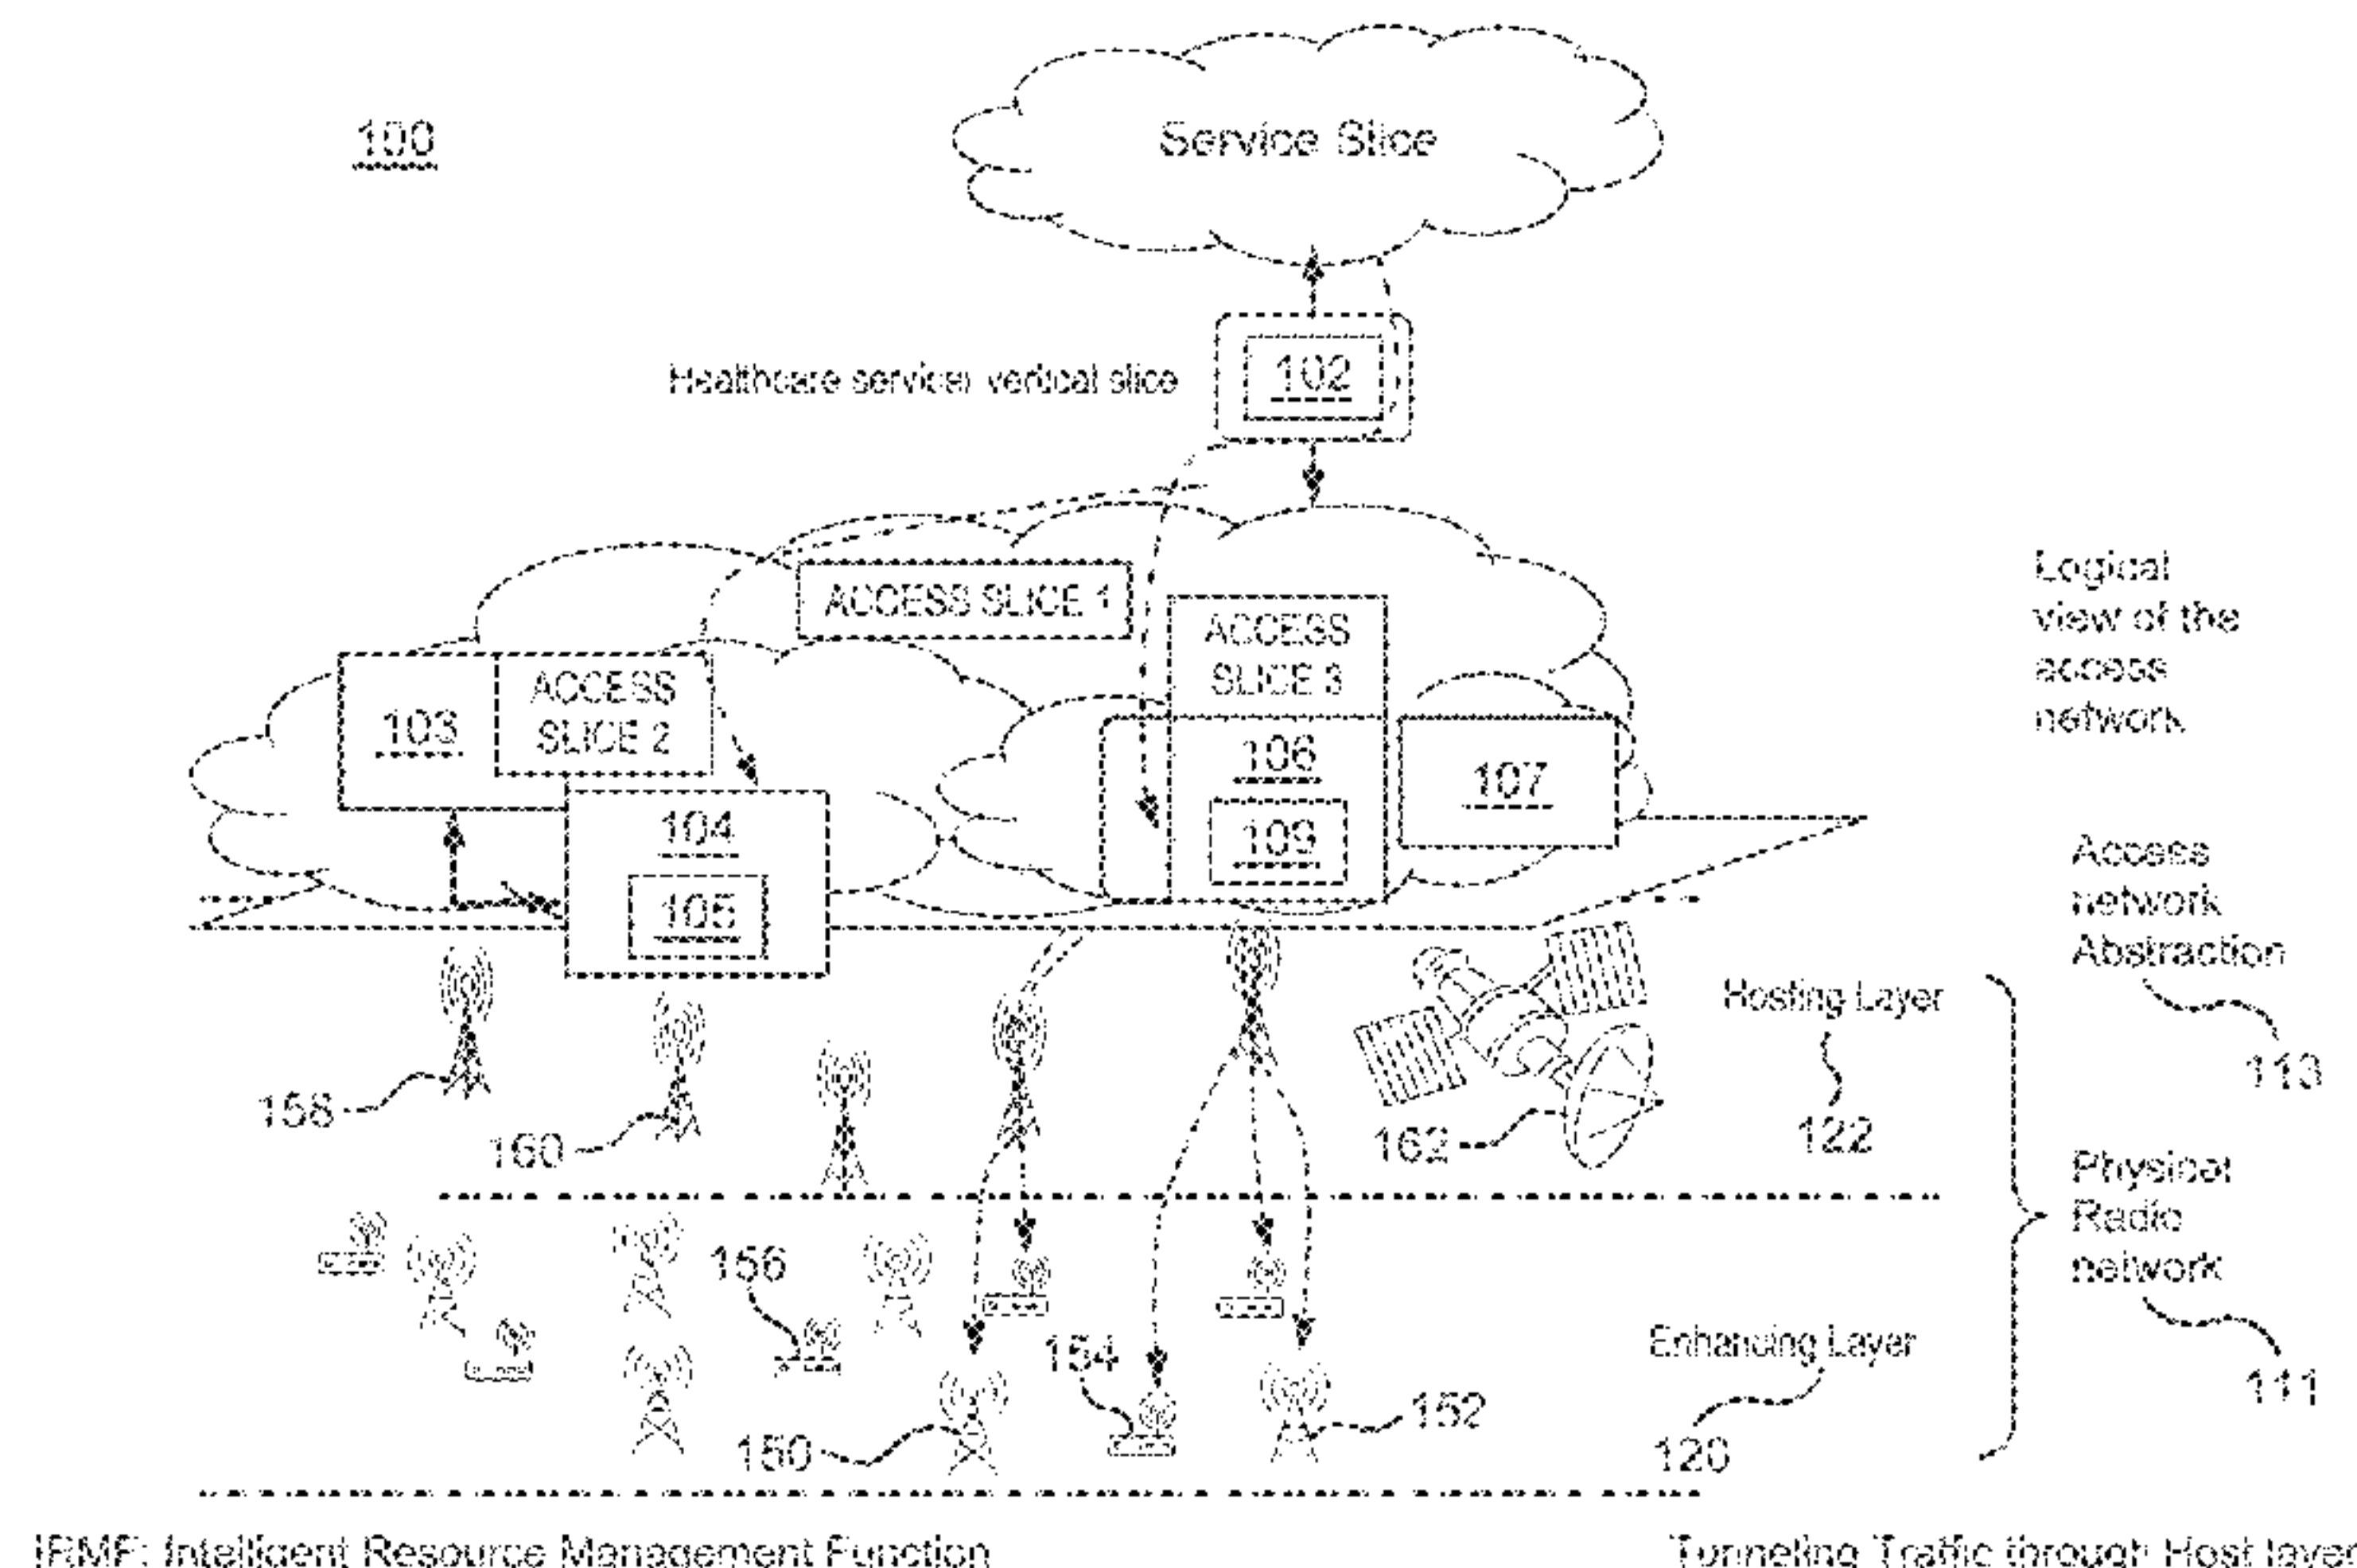 100
Service Slice
Healthcare service/ vertical slice
102
ACCESS SLICE 1
ACCESS
SLICE 3
ACCESS
SLICE 2
103
106
107
104
109
105
Logical
view of the
access
network
Access
network
Abstraction
113
Hosting Layer
122
158
160
162
Physical
Radio
network
111
156
154
150
152
Enhancing Layer
120
IRMF: Intelligent Resource Management Function
Tunneling Traffic through Host layer